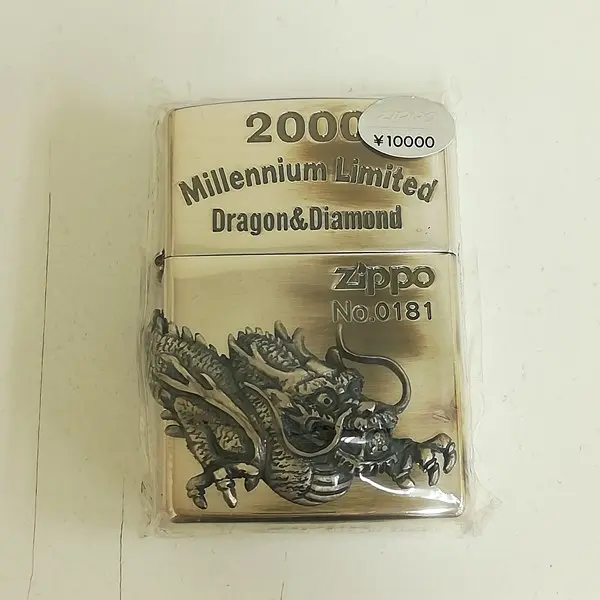 2000
¥10000
Millennium Limited
Dragon&Diamond
Zippo
No.0181